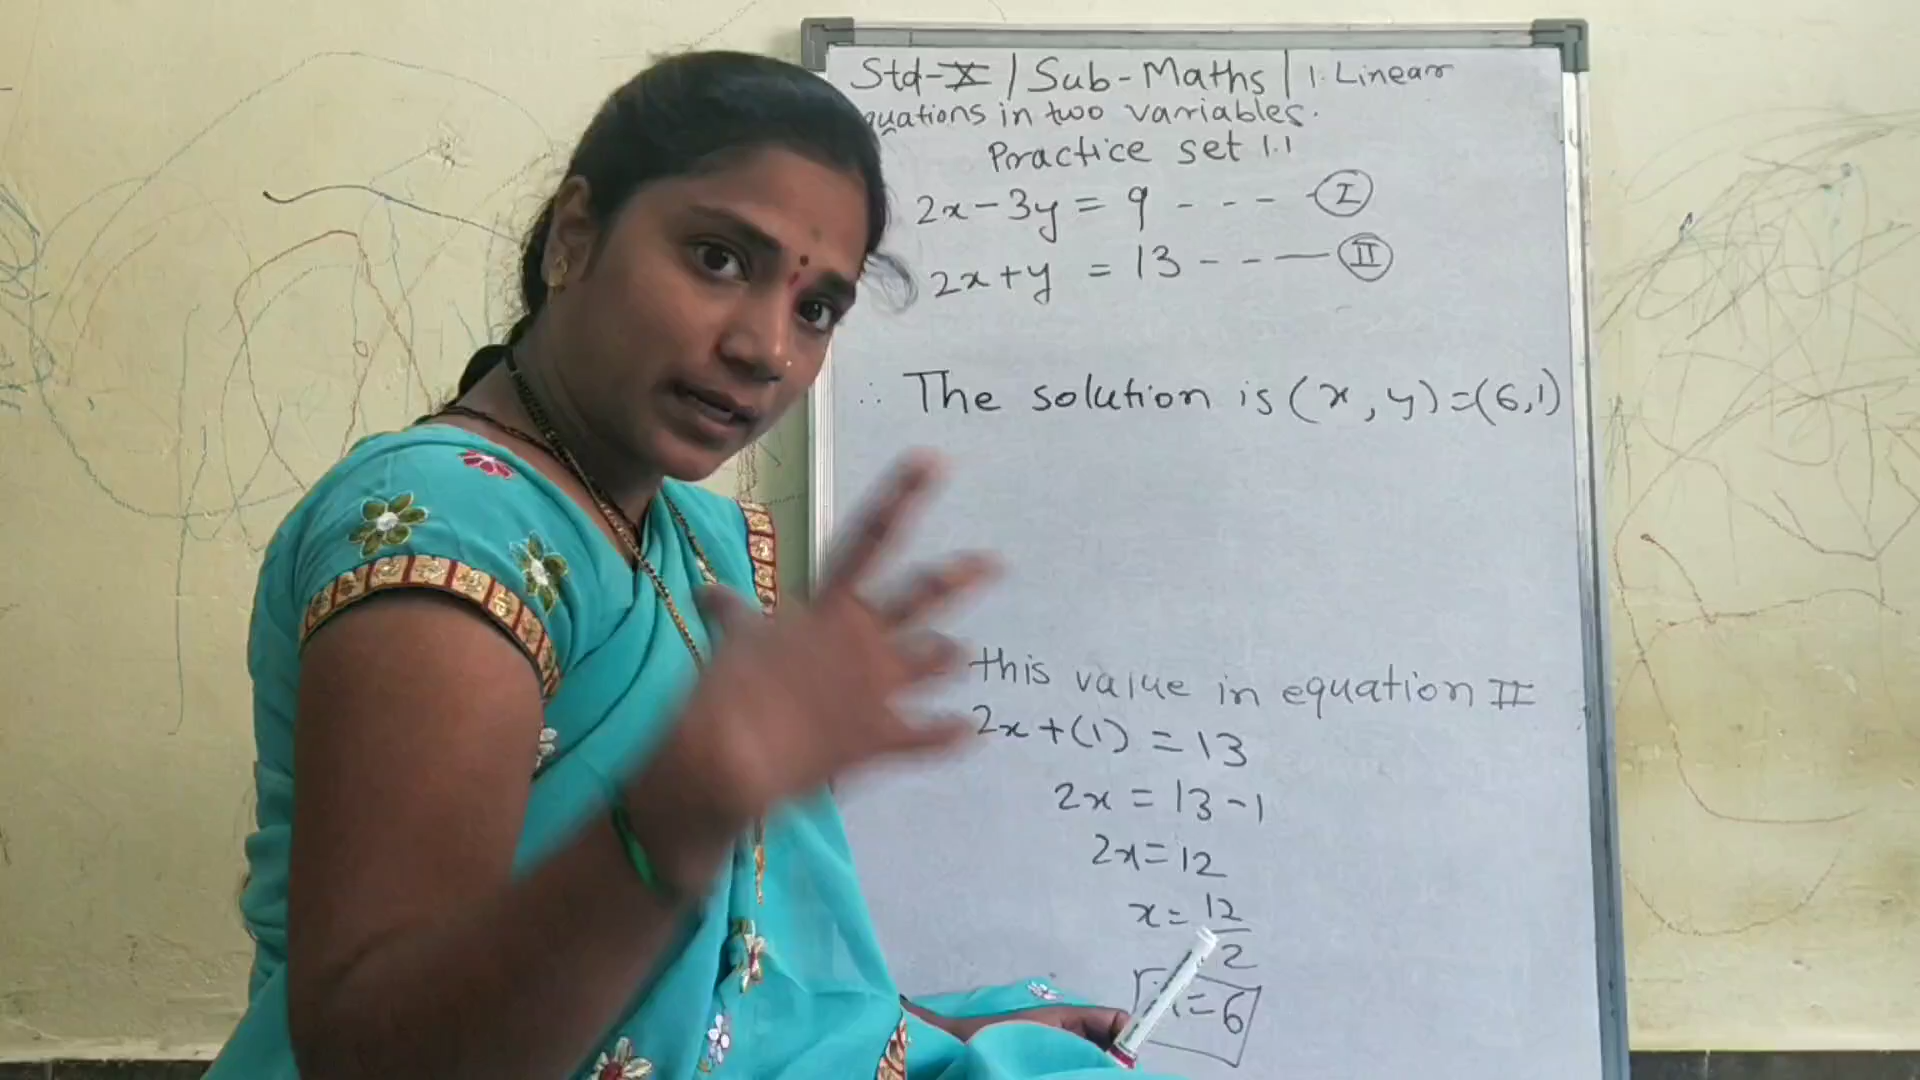 Std-X / Sub-Maths / 1. Linear
quations in two variables.
Practice set 1.1
2x-3y = 9 - - - - I
2x+y = 13 - - — II
∴ The solution is (x, y)=(6,1)
this value in equation II
2x+(1) = 13
2x = 13-1
2x=12
x=12/2
=6